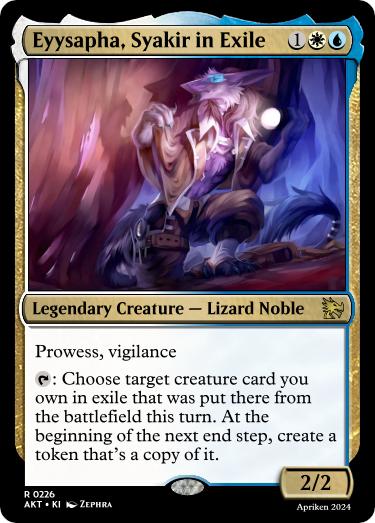 Eyysapha, Syakir in Exile 1
Legendary Creature — Lizard Noble
Prowess, vigilance
: Choose target creature card you
own in exile that was put there from
the battlefield this turn. At the
beginning of the next end step, create a
token that's a copy of it.
2/2
R 0226
AKT • KI Zephra
Apriken 2024